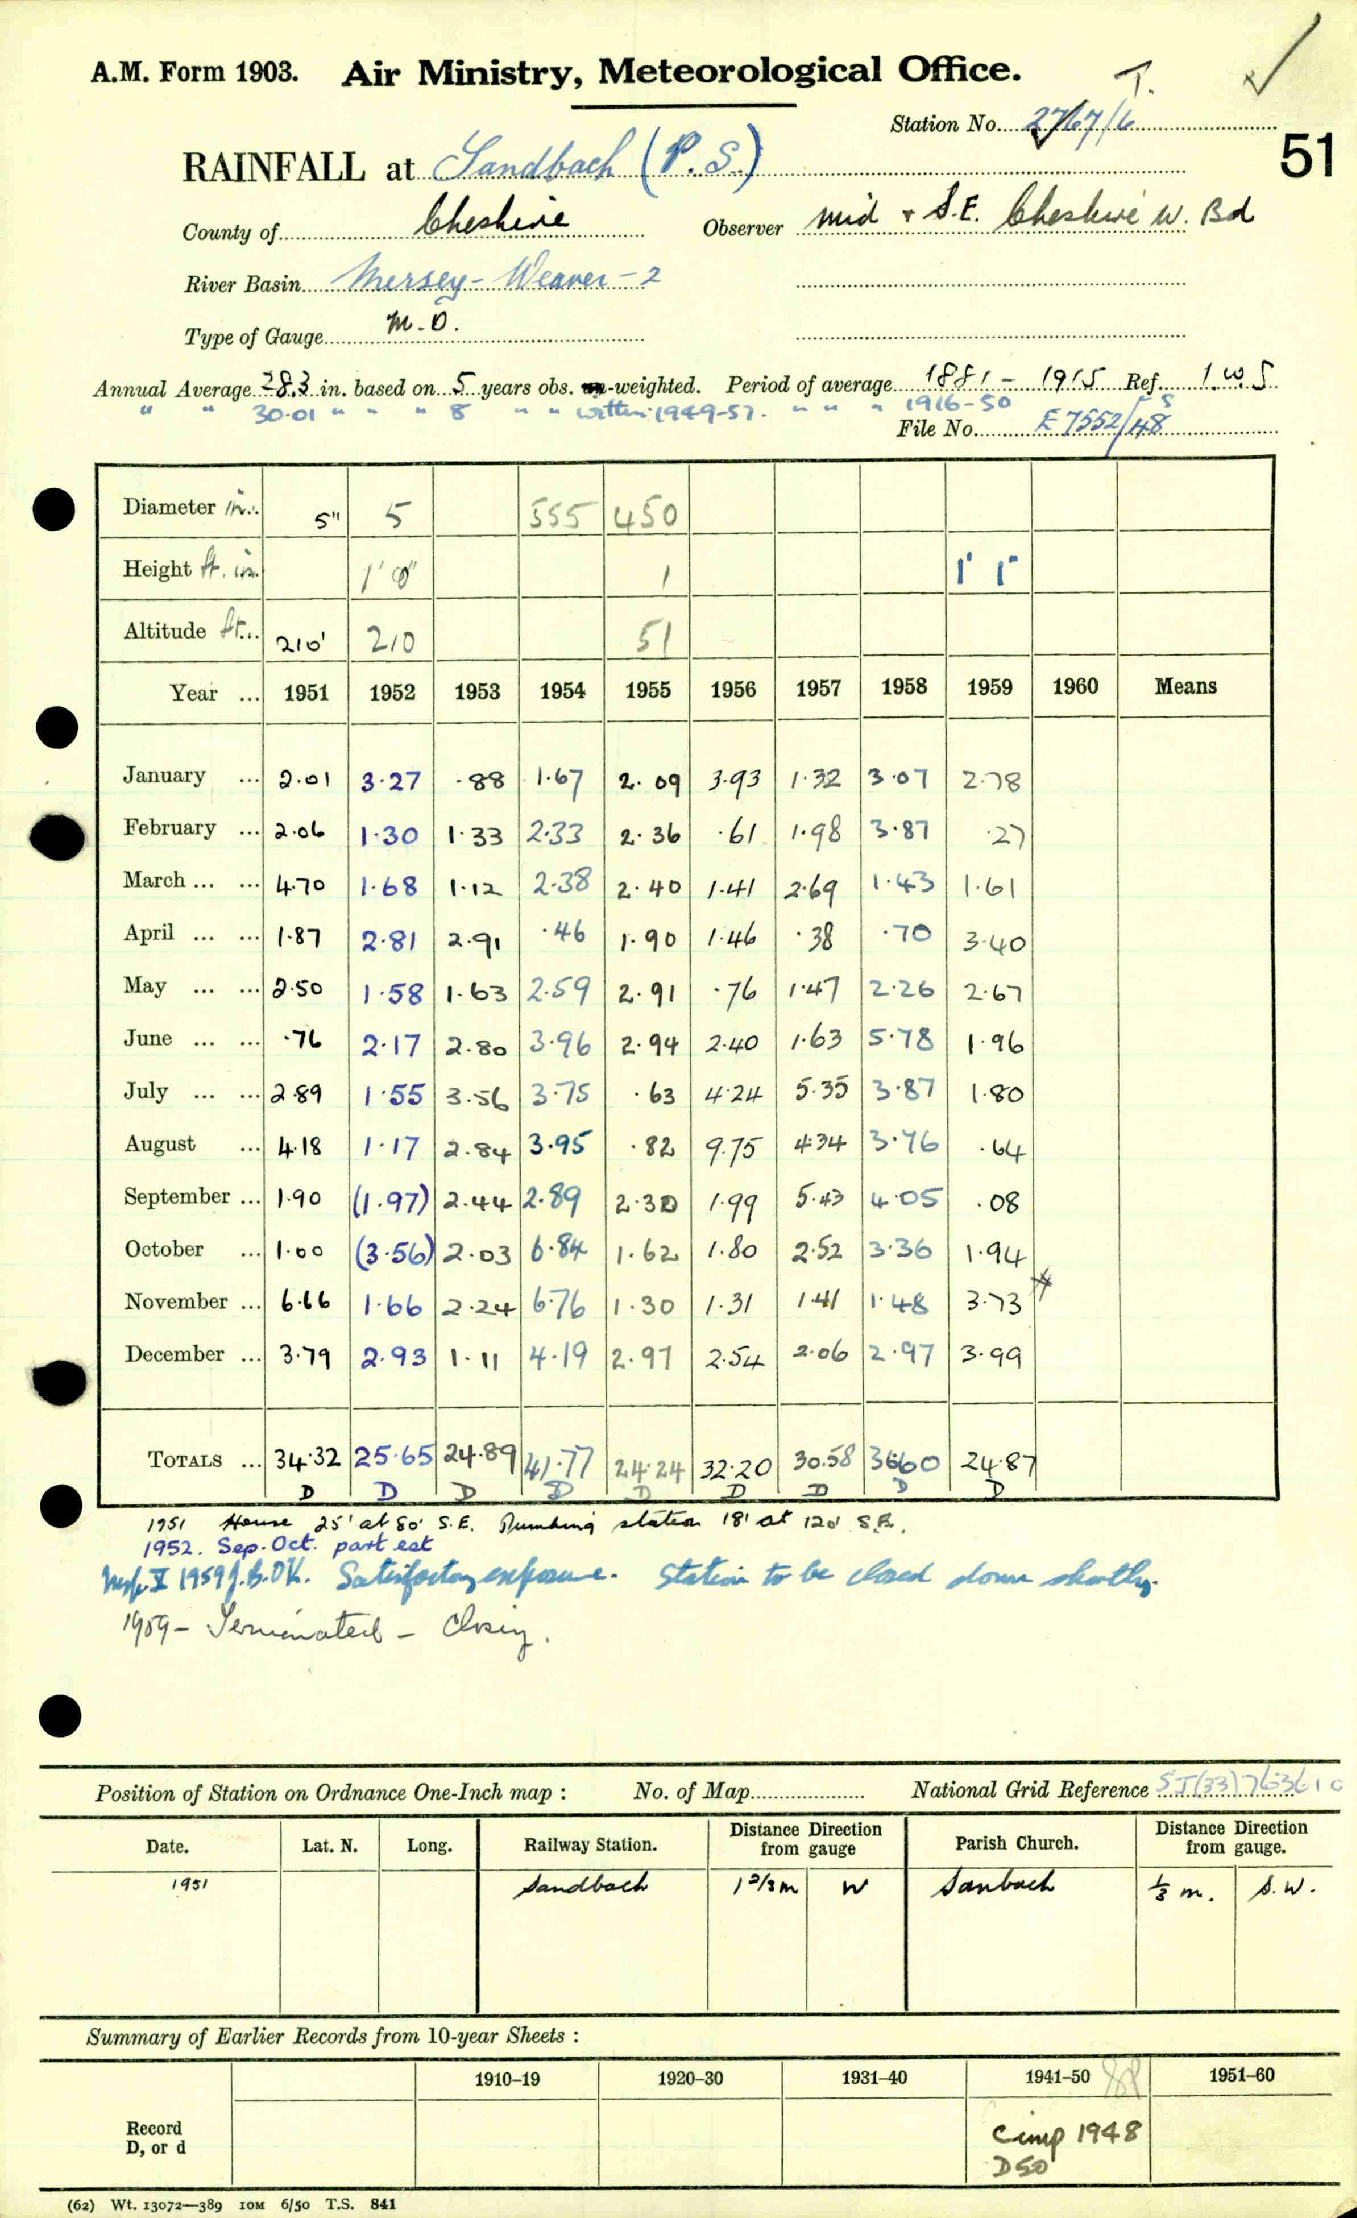 A.M. Form 1903. Air Ministry, Meteorological Office. T.
Station No. 2767/6
51
RAINFALL at Sandbach (P.S.)
County of Cheshire Observer Mid + S.E. Cheshire W. Bd
River Basin Mersey - Weaver - 2
Type of Gauge M.O.
Annual Average 28.3 in. based on 5 years obs. -weighted. Period of average 1881 - 1915 Ref. 1.W.S
" " 30.01 " " " 8 " " within 1949-57. " " " 1916-50
File No. E7552/48
Diameter in. 5" 5 555 450
Height ft. in. 1' 0" 1 1' 1"
Altitude ft. 210' 210 51
Year ... 1951 1952 1953 1954 1955 1956 1957 1958 1959 1960 Means
January ... 2.01 3.27 .88 1.67 2.09 3.93 1.32 3.07 2.78
February ... 2.06 1.30 1.33 2.33 2.36 .61 1.98 3.87 .27
March ... ... 4.70 1.68 1.12 2.38 2.40 1.41 2.69 1.43 1.61
April ... ... 1.87 2.81 2.91 .46 1.90 1.46 .38 .70 3.40
May ... ... 2.50 1.58 1.63 2.59 2.91 .76 1.47 2.26 2.67
June ... ... .76 2.17 2.80 3.96 2.94 2.40 1.63 5.78 1.96
July ... ... 2.89 1.55 3.56 3.75 .63 4.24 5.35 3.87 1.80
August ... 4.18 1.17 2.84 3.95 .82 9.75 4.34 3.76 .64
September ... 1.90 (1.97) 2.44 2.89 2.30 1.99 5.43 4.05 .08
October ... 1.00 (3.56) 2.03 6.84 1.62 1.80 2.52 3.36 1.94
November ... 6.66 1.66 2.24 6.76 1.30 1.31 1.41 1.48 3.73
December ... 3.79 2.93 1.11 4.19 2.97 2.54 2.06 2.97 3.99
TOTALS ... 34.32 25.65 24.89 41.77 24.24 32.20 30.58 36.60 24.87
D D D D D D D D D
1951 House 25' at 80' S.E. Pumping station 18' at 120' S.E.
1952. Sep. Oct. part est
Insp. X 1959 J.B. OK. Satisfactory exposure. Station to be closed down shortly.
1959 - Terminated - Closing.
Position of Station on Ordnance One-Inch map : No. of Map National Grid Reference SJ(33)763610
Date. Lat. N. Long. Railway Station. Distance from Direction gauge Parish Church. Distance from Direction gauge.
1951 Sandbach 1 2/3 m W Sanbach 1/3 m. S.W.
Summary of Earlier Records from 10-year Sheets :
1910–19 1920–30 1931–40 1941–50 1951–60
Record
D, or d
Comp 1948
D50
(62) Wt. 13072—389 10M 6/50 T.S. 841